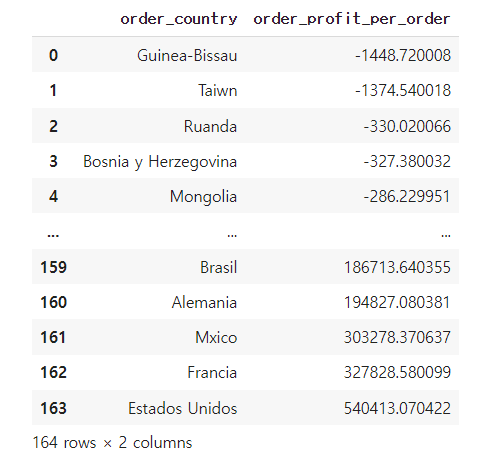 order_country order_profit_per_order
0 Guinea-Bissau -1448.720008
1 Taiwn -1374.540018
2 Ruanda -330.020066
3 Bosnia y Herzegovina -327.380032
4 Mongolia -286.229951
... ... ...
159 Brasil 186713.640355
160 Alemania 194827.080381
161 Mxico 303278.370637
162 Francia 327828.580099
163 Estados Unidos 540413.070422
164 rows × 2 columns